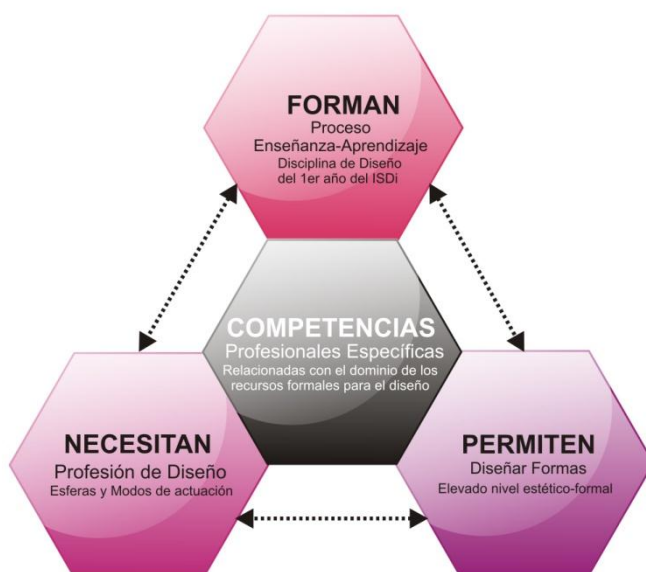 FORMAN
Proceso
Enseñanza-Aprendizaje
Disciplina de Diseño
del 1er año del ISDi
COMPETENCIAS
Profesionales Específicas
Relacionadas con el dominio de los
recursos formales para el diseño
NECESITAN
Profesión de Diseño
Esferas y Modos de actuación
PERMITEN
Diseñar Formas
Elevado nivel estético-formal